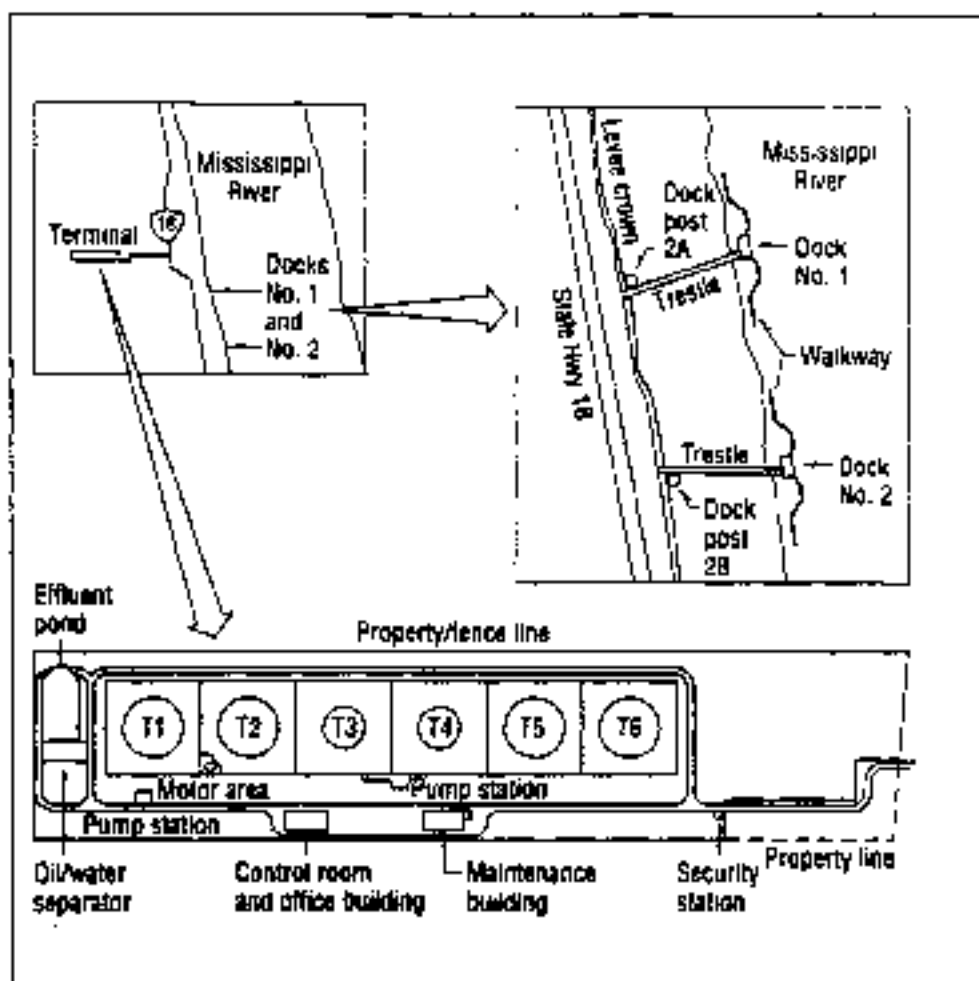 Mississippi
River
Terminal
Docks
No. 1
and
No. 2
Levee crown
Dock
post
2A
Mississippi
River
Dock
No. 1
Trestle
State Hwy 18
Walkway
Trestle
Dock
No. 2
Dock
post
2B
Effluent
pond
Property/fence line
T1
T2
T3
T4
T5
T6
Motor area
Pump station
Pump station
Property line
Oil/water
separator
Control room
and office building
Maintenance
building
Security
station